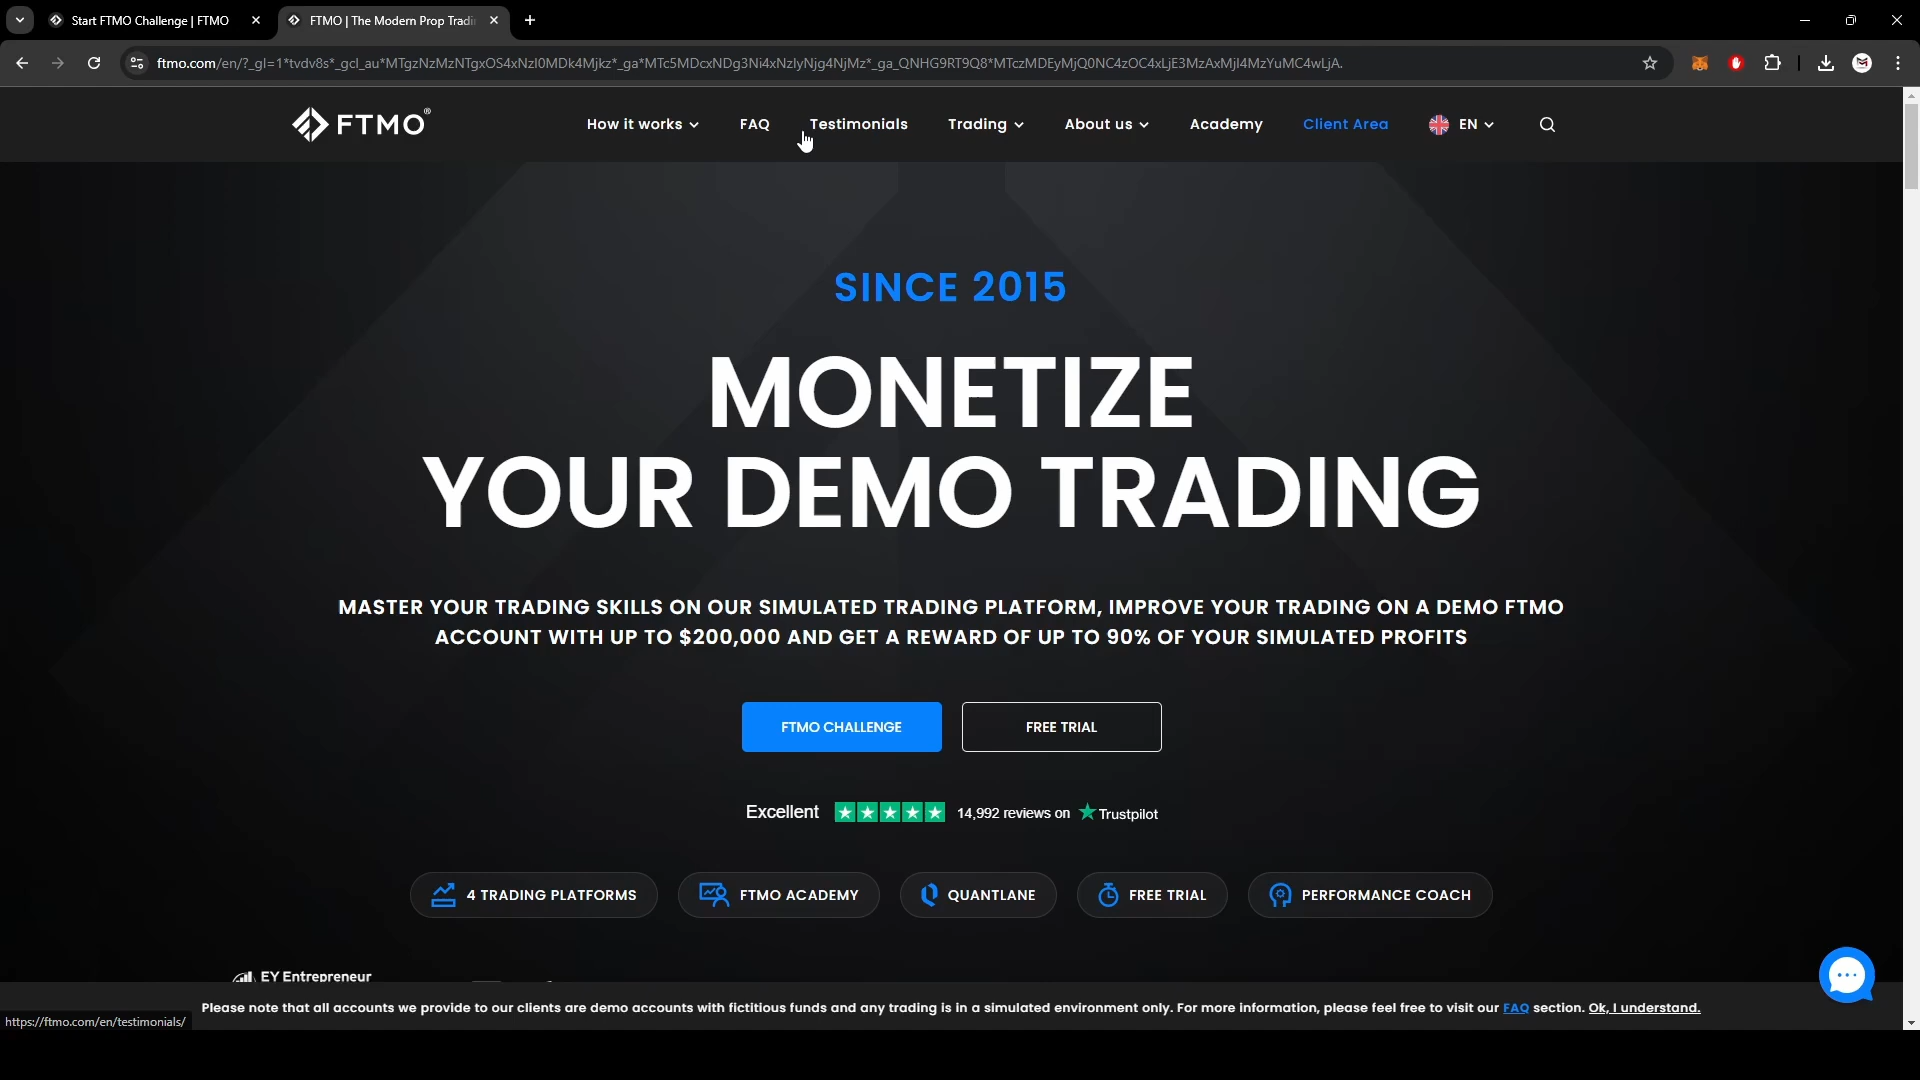 Start FTMO Challenge | FTMO
FTMO | The Modern Prop Tradi
ftmo.com/en/?_gl=1*tvdv8s*_gcl_au*MTgzNzMzNTgxOS4xNzI0MDk4Mjkz*_ga*MTc5MDcxNDg3Ni4xNzIyNjg4NjMz*_ga_QNHG9RT9Q8*MTczMDEyMjQ0NC4zOC4xLjE3MzAxMjI4MzYuMC4wLjA.
FTMO®
How it works
FAQ
Testimonials
Trading
About us
Academy
Client Area
EN
SINCE 2015
MONETIZE
YOUR DEMO TRADING
MASTER YOUR TRADING SKILLS ON OUR SIMULATED TRADING PLATFORM, IMPROVE YOUR TRADING ON A DEMO FTMO
ACCOUNT WITH UP TO $200,000 AND GET A REWARD OF UP TO 90% OF YOUR SIMULATED PROFITS
FTMO CHALLENGE
FREE TRIAL
Excellent 14,992 reviews on Trustpilot
4 TRADING PLATFORMS
FTMO ACADEMY
QUANTLANE
FREE TRIAL
PERFORMANCE COACH
EY Entrepreneur
Please note that all accounts we provide to our clients are demo accounts with fictitious funds and any trading is in a simulated environment only. For more information, please feel free to visit our FAQ section. Ok, I understand.
https://ftmo.com/en/testimonials/